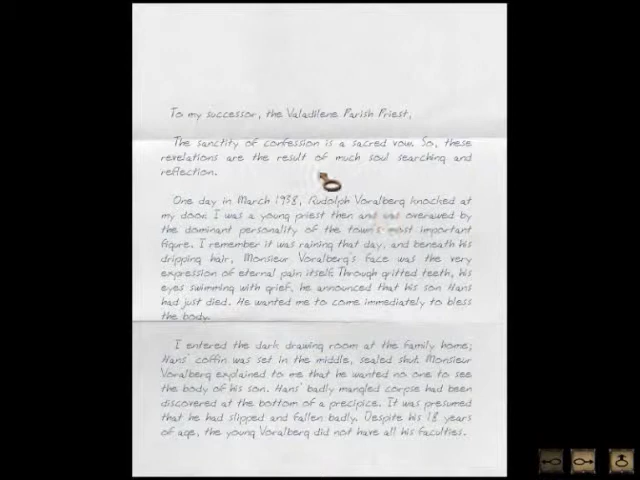 To my successor, the Valadilene Parish Priest,
The sanctity of confession is a sacred vow. So, these
revelations are the result of much soul searching and
reflection.
One day in March 1938, Rudolph Voralberg knocked at
my door. I was a young priest then and was overawed by
the dominant personality of the town's most important
figure. I remember it was raining that day, and beneath his
dripping hair, Monsieur Voralberg's face was the very
expression of eternal pain itself. Through gritted teeth, his
eyes swimming with grief, he announced that his son Hans
had just died. He wanted me to come immediately to bless
the body.
I entered the dark drawing room at the family home;
Hans' coffin was set in the middle, sealed shut. Monsieur
Voralberg explained to me that he wanted no one to see
the body of his son. Hans' badly mangled corpse had been
discovered at the bottom of a precipice. It was presumed
that he had slipped and fallen badly. Despite his 18 years
of age, the young Voralberg did not have all his faculties.